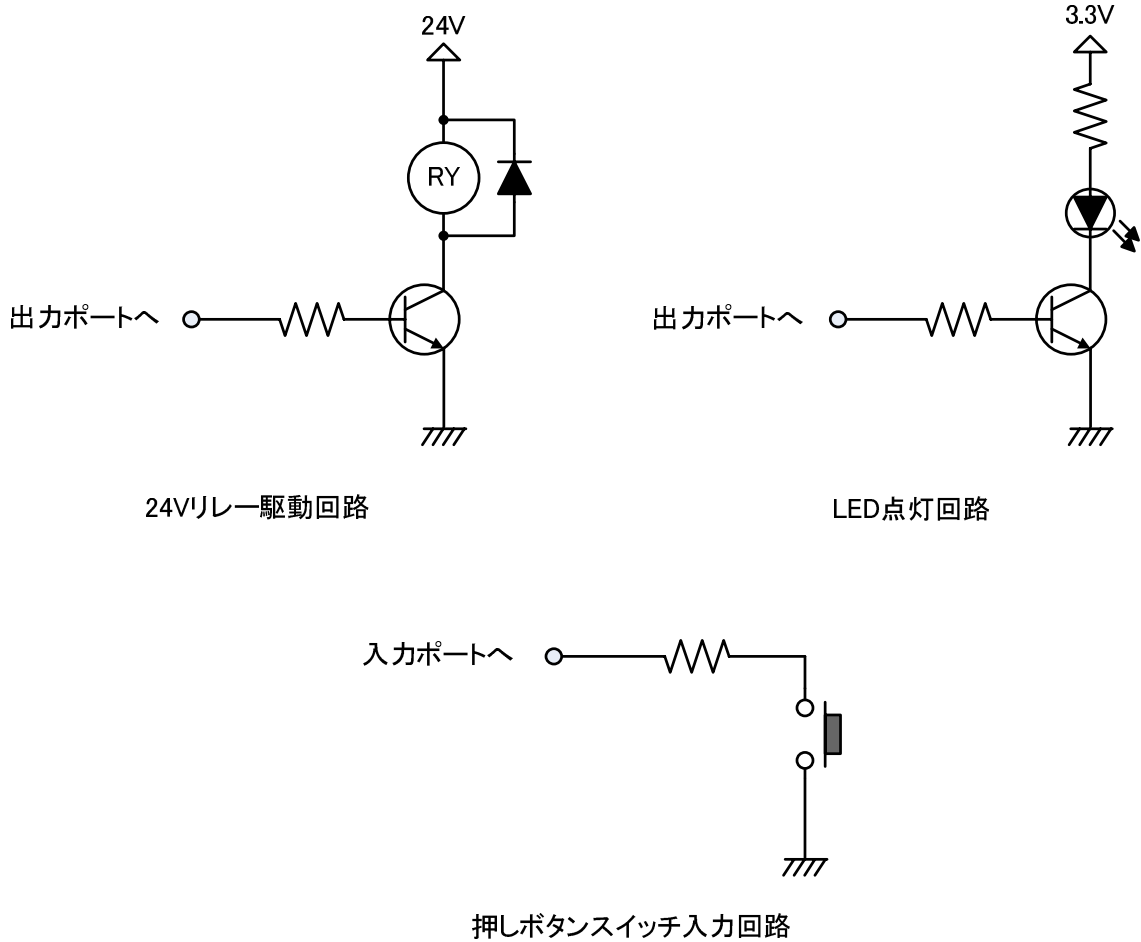 24V
RY
出力ポートへ
24Vリレー駆動回路
3.3V
出力ポートへ
LED点灯回路
入力ポートへ
押しボタンスイッチ入力回路